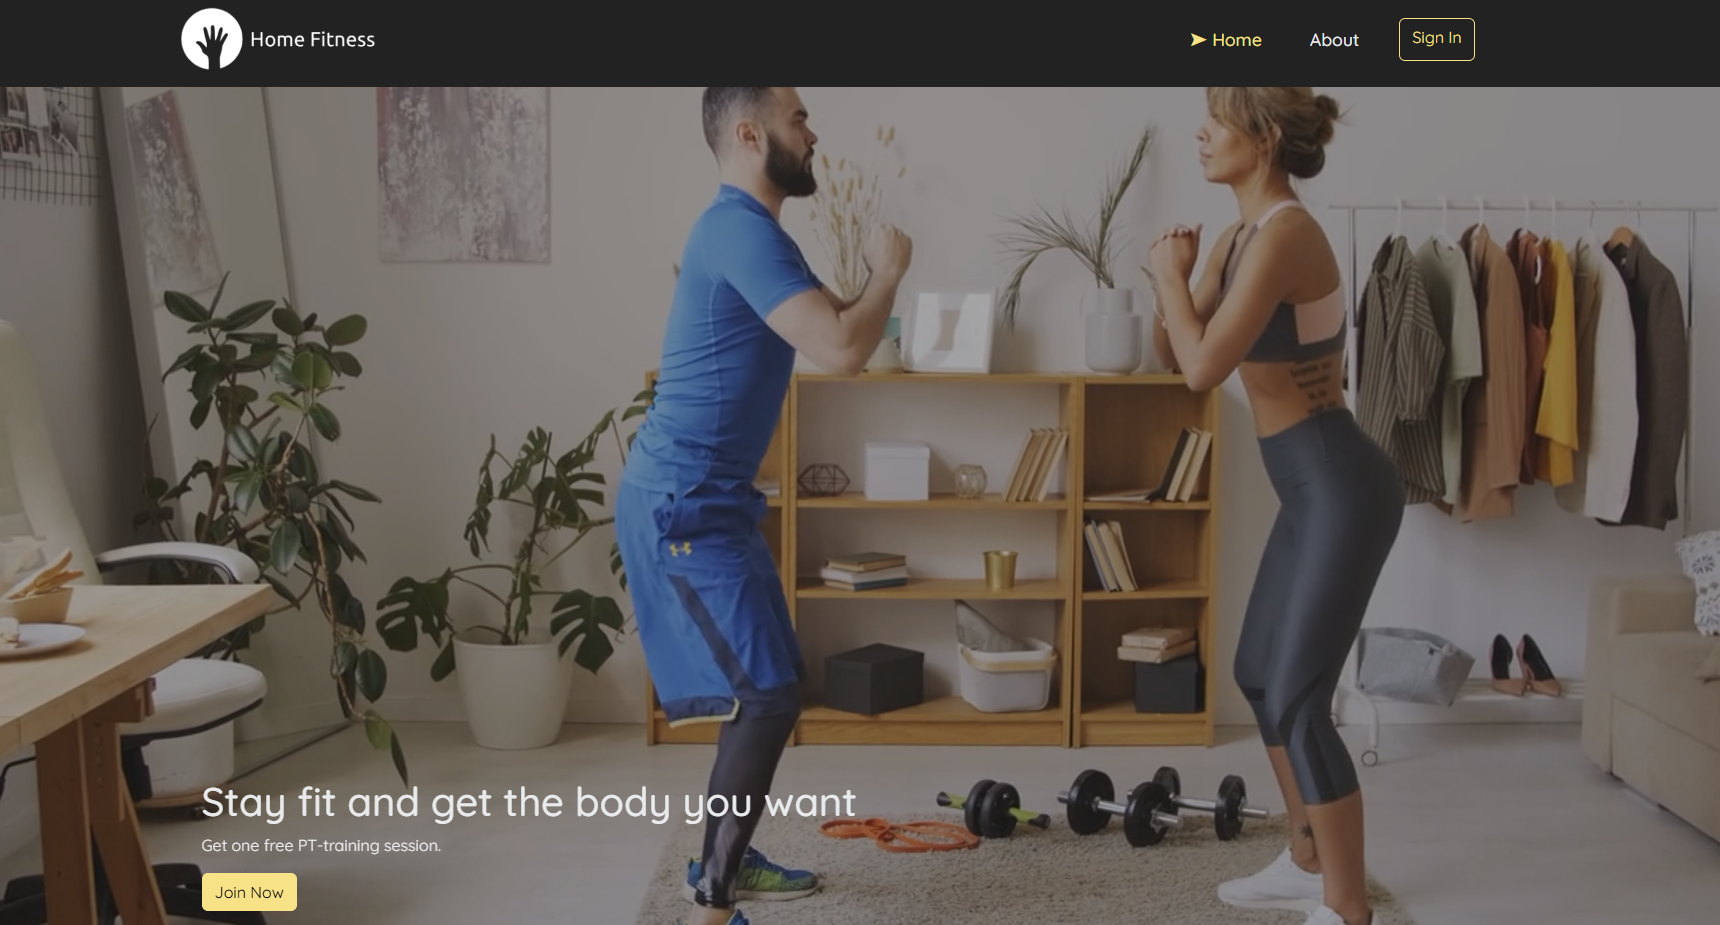 Home Fitness
Home
About
Sign In
Stay fit and get the body you want
Get one free PT-training session.
Join Now